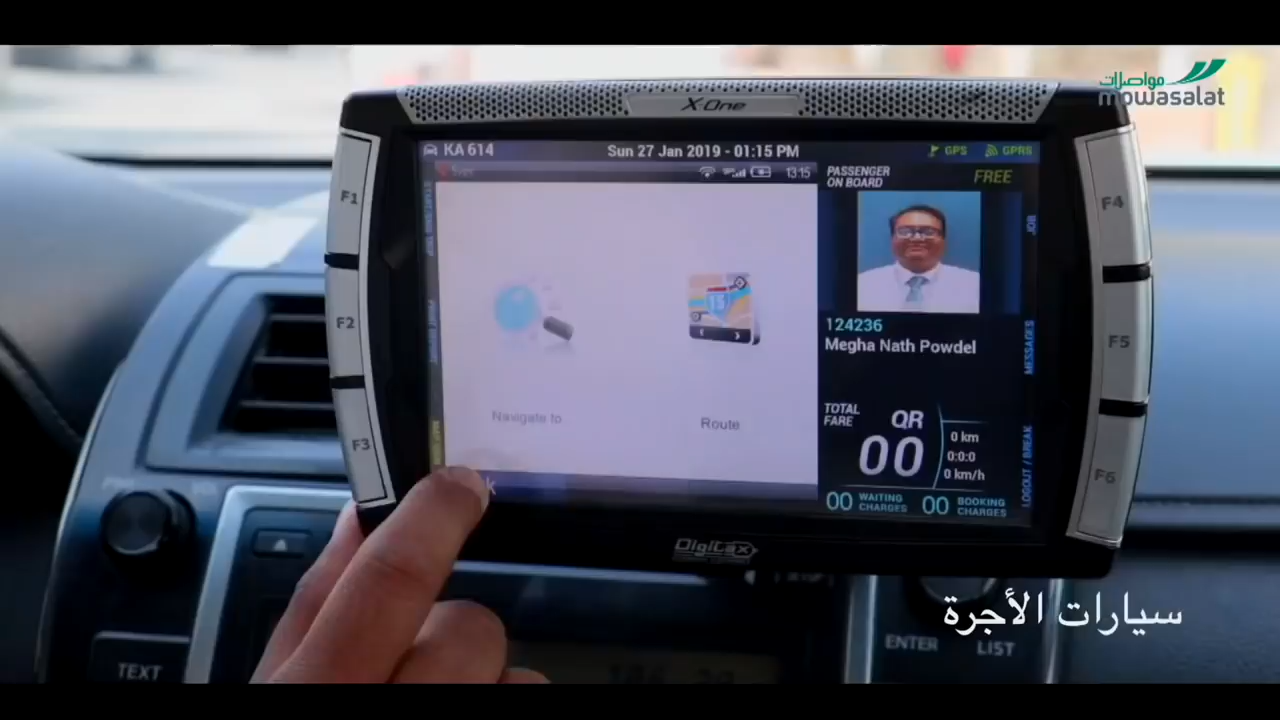 مواصلات
mowasalat
X-One
KA 614
Sun 27 Jan 2019 - 01:15 PM
GPS
GPRS
13:15
PASSENGER
ON BOARD
FREE
124236
Megha Nath Powdel
Navigate to
Route
TOTAL
FARE
QR
00
0 km
0:0:0
0 km/h
00 WAITING
CHARGES
00 BOOKING
CHARGES
JOB
MESSAGES
LOGOUT / BREAK
F1
F2
F3
F4
F5
F6
Digitax
سيارات الأجرة
TEXT
ENTER
LIST